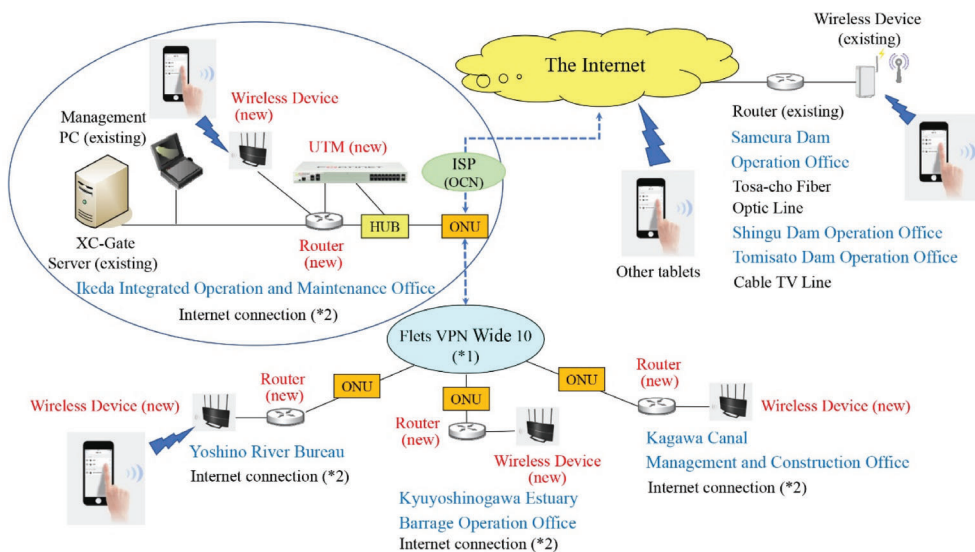 Management
PC (existing)
Wireless Device
(new)
UTM (new)
XC-Gate
Server (existing)
Router
(new)
HUB
ONU
ISP
(OCN)
Ikeda Integrated Operation and Maintenance Office
Internet connection (*2)
The Internet
Wireless Device
(existing)
Router (existing)
Sameura Dam
Operation Office
Tosa-cho Fiber
Optic Line
Shingu Dam Operation Office
Tomisato Dam Operation Office
Cable TV Line
Other tablets
Flets VPN Wide 10
(*1)
ONU
Router
(new)
Wireless Device (new)
Yoshino River Bureau
Internet connection (*2)
ONU
Router
(new)
Wireless Device
(new)
Kyuyoshinogawa Estuary
Barrage Operation Office
Internet connection (*2)
ONU
Router
(new)
Wireless Device (new)
Kagawa Canal
Management and Construction Office
Internet connection (*2)